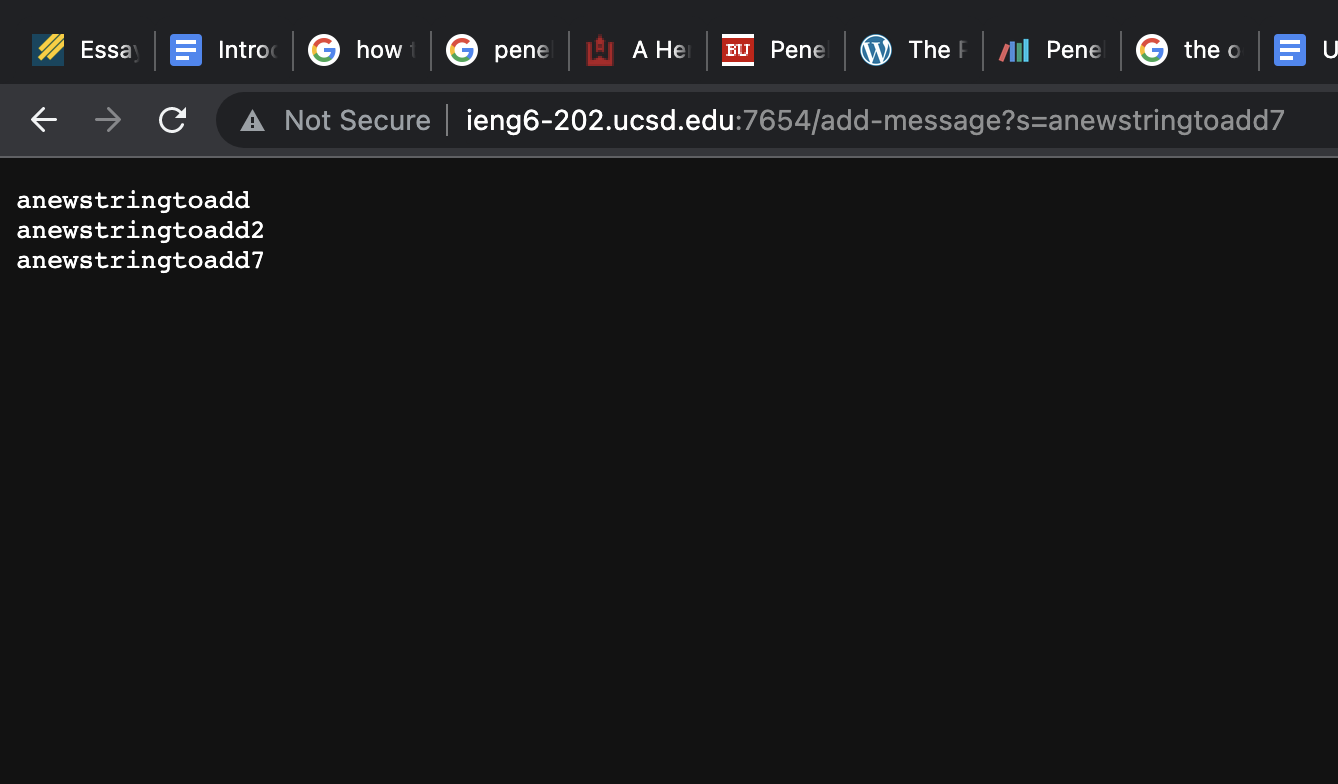 Essay
Introd
how t
penel
A Her
BU
Penel
The P
Penel
the o
U
Not Secure
ieng6-202.ucsd.edu:7654/add-message?s=anewstringtoadd7
anewstringtoadd
anewstringtoadd2
anewstringtoadd7